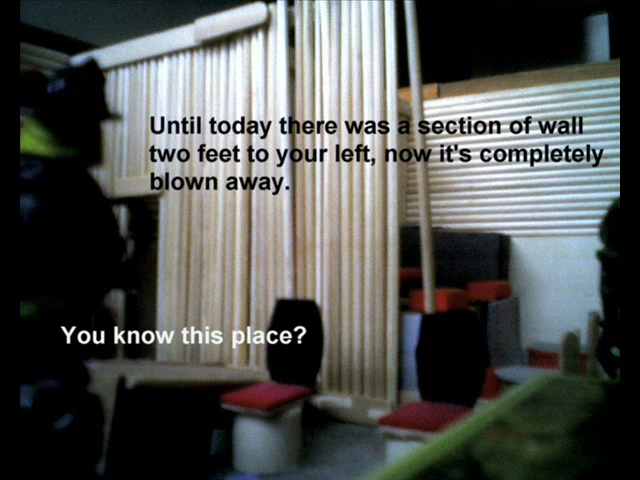 Until today there was a section of wall
two feet to your left, now it's completely
blown away.
You know this place?